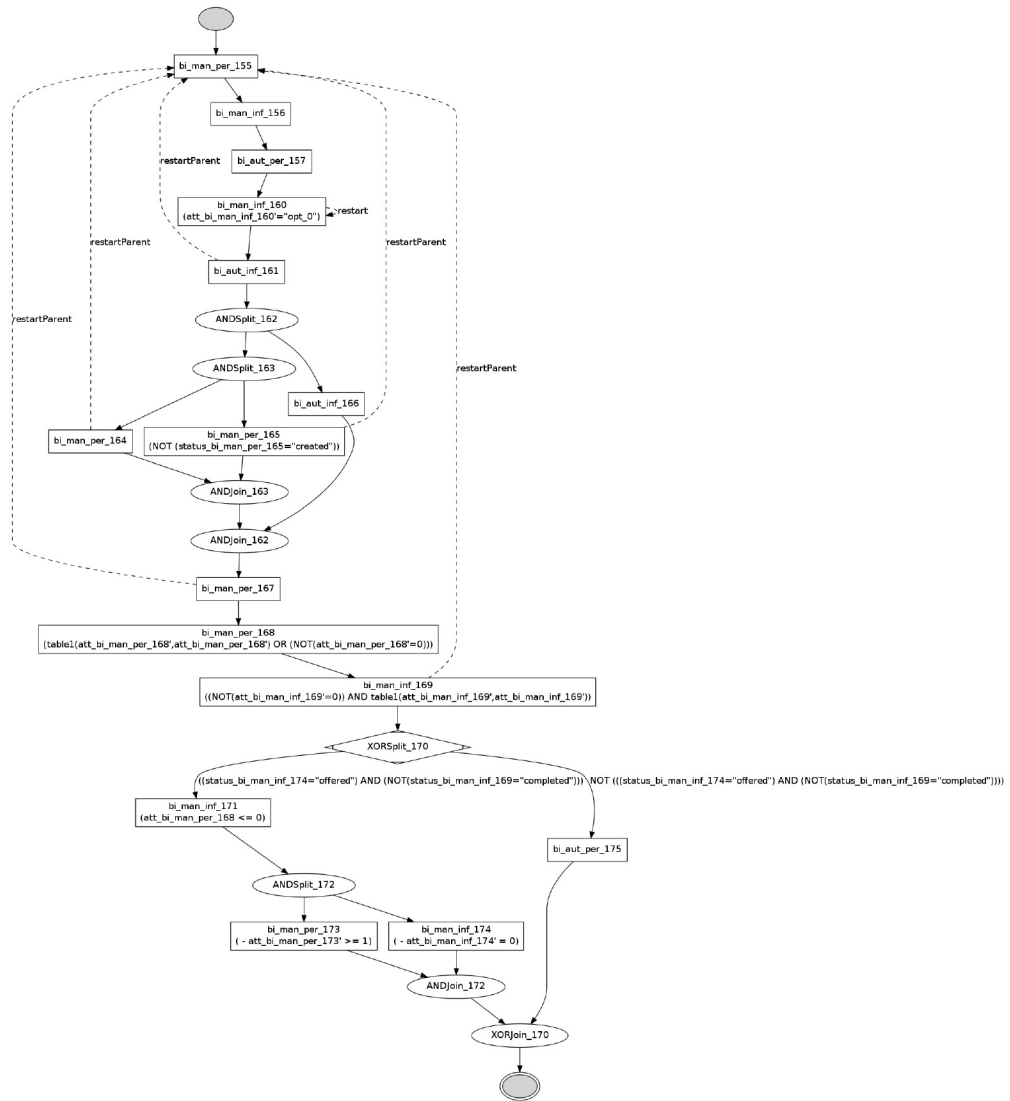 bi_man_per_155
bi_man_inf_156
bi_aut_per_157
restartParent
bi_man_inf_160
(att_bi_man_inf_160'="opt_0")
restart
restartParent
restartParent
bi_aut_inf_161
restartParent
ANDSplit_162
ANDSplit_163
restartParent
bi_aut_inf_166
bi_man_per_164
bi_man_per_165
(NOT (status_bi_man_per_165="created"))
ANDJoin_163
ANDJoin_162
bi_man_per_167
bi_man_per_168
(table1(att_bi_man_per_168',att_bi_man_per_168') OR (NOT(att_bi_man_per_168'=0)))
bi_man_inf_169
((NOT(att_bi_man_inf_169'=0)) AND table1(att_bi_man_inf_169',att_bi_man_inf_169'))
XORSplit_170
((status_bi_man_inf_174="offered") AND (NOT(status_bi_man_inf_169="completed")))
NOT (((status_bi_man_inf_174="offered") AND (NOT(status_bi_man_inf_169="completed"))))
bi_man_inf_171
(att_bi_man_per_168 <= 0)
bi_aut_per_175
ANDSplit_172
bi_man_per_173
( - att_bi_man_per_173' >= 1)
bi_man_inf_174
( - att_bi_man_inf_174' = 0)
ANDJoin_172
XORJoin_170